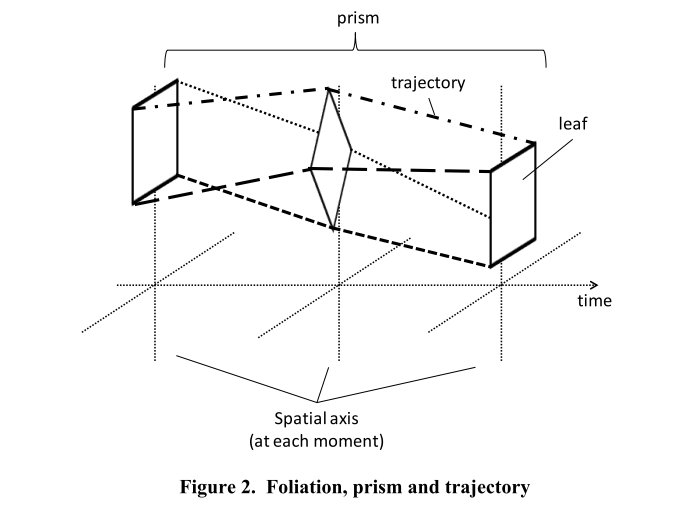 prism
trajectory
leaf
time
Spatial axis
(at each moment)
Figure 2. Foliation, prism and trajectory